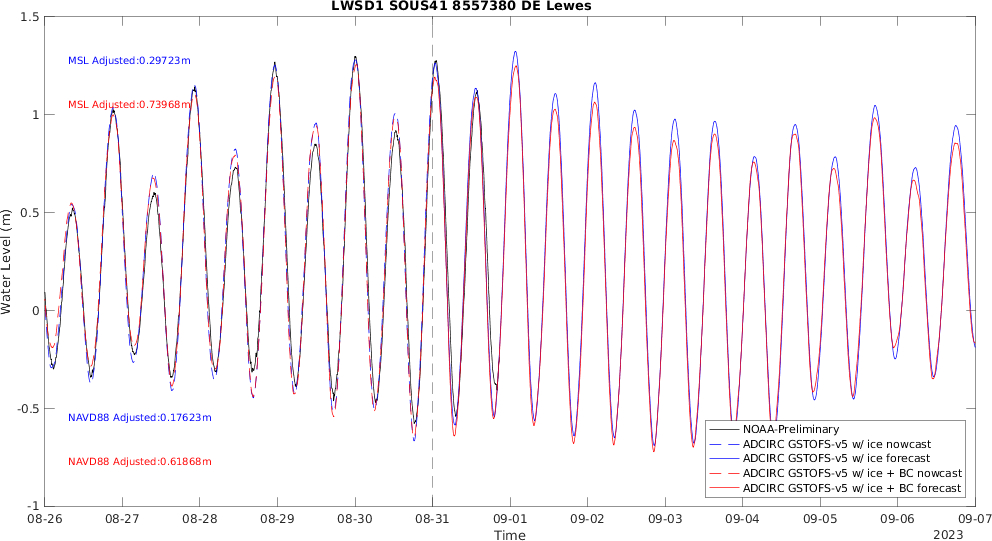 LWSD1 SOUS41 8557380 DE Lewes
1.5
1
0.5
0
-0.5
-1
Water Level (m)
MSL Adjusted:0.29723m
MSL Adjusted:0.73968m
NAVD88 Adjusted:0.17623m
NAVD88 Adjusted:0.61868m
NOAA-Preliminary
ADCIRC GSTOFS-v5 w/ ice nowcast
ADCIRC GSTOFS-v5 w/ ice forecast
ADCIRC GSTOFS-v5 w/ ice + BC nowcast
ADCIRC GSTOFS-v5 w/ ice + BC forecast
08-26 08-27 08-28 08-29 08-30 08-31 09-01 09-02 09-03 09-04 09-05 09-06 09-07
Time
2023